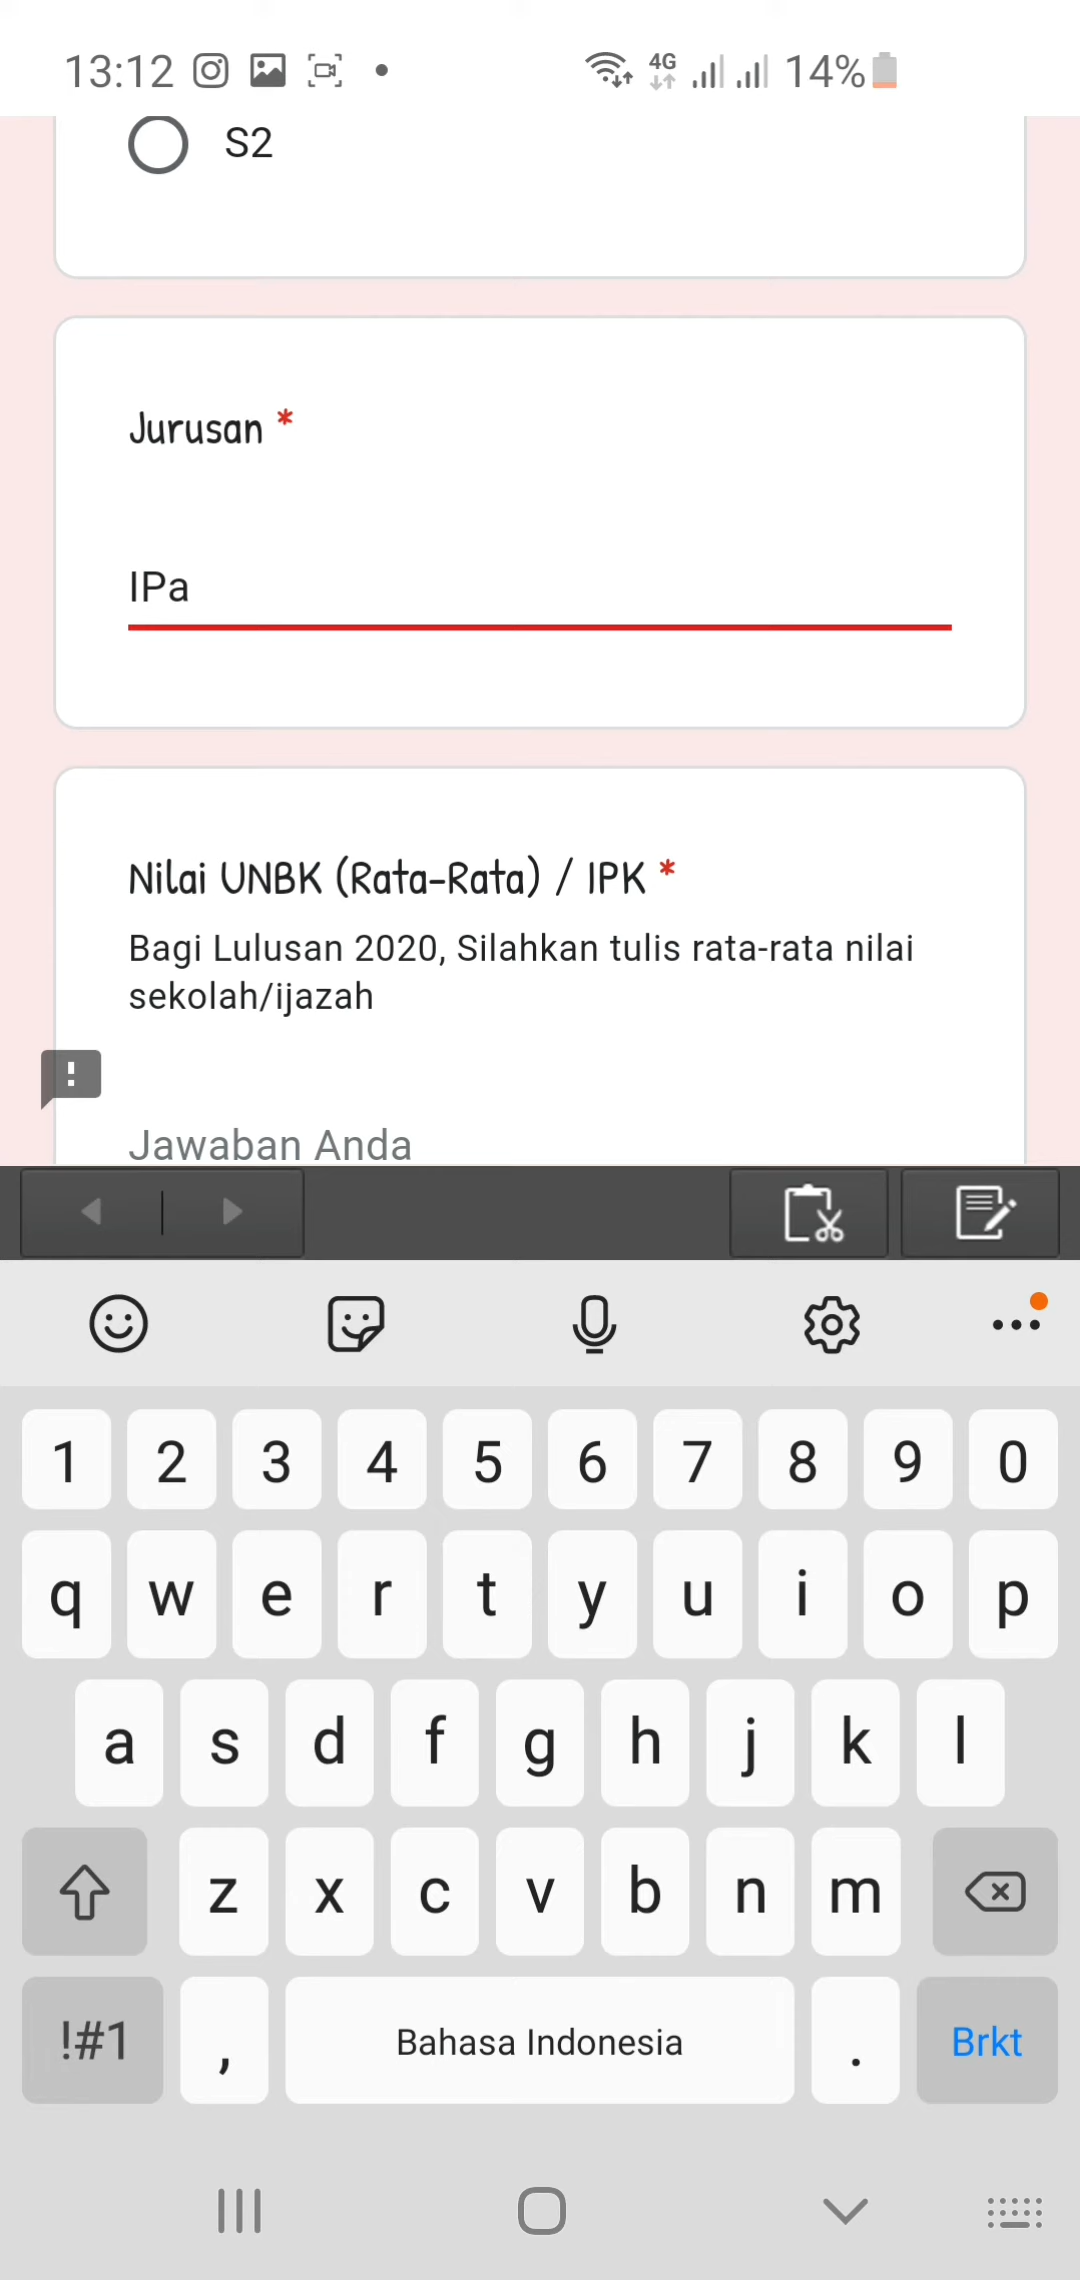 13:12 4G 14%
S2
Jurusan *
IPa
Nilai UNBK (Rata-Rata) / IPK *
Bagi Lulusan 2020, Silahkan tulis rata-rata nilai
sekolah/ijazah
!
Jawaban Anda
1 2 3 4 5 6 7 8 9 0
q w e r t y u i o p
a s d f g h j k l
z x c v b n m
!#1 , Bahasa Indonesia . Brkt